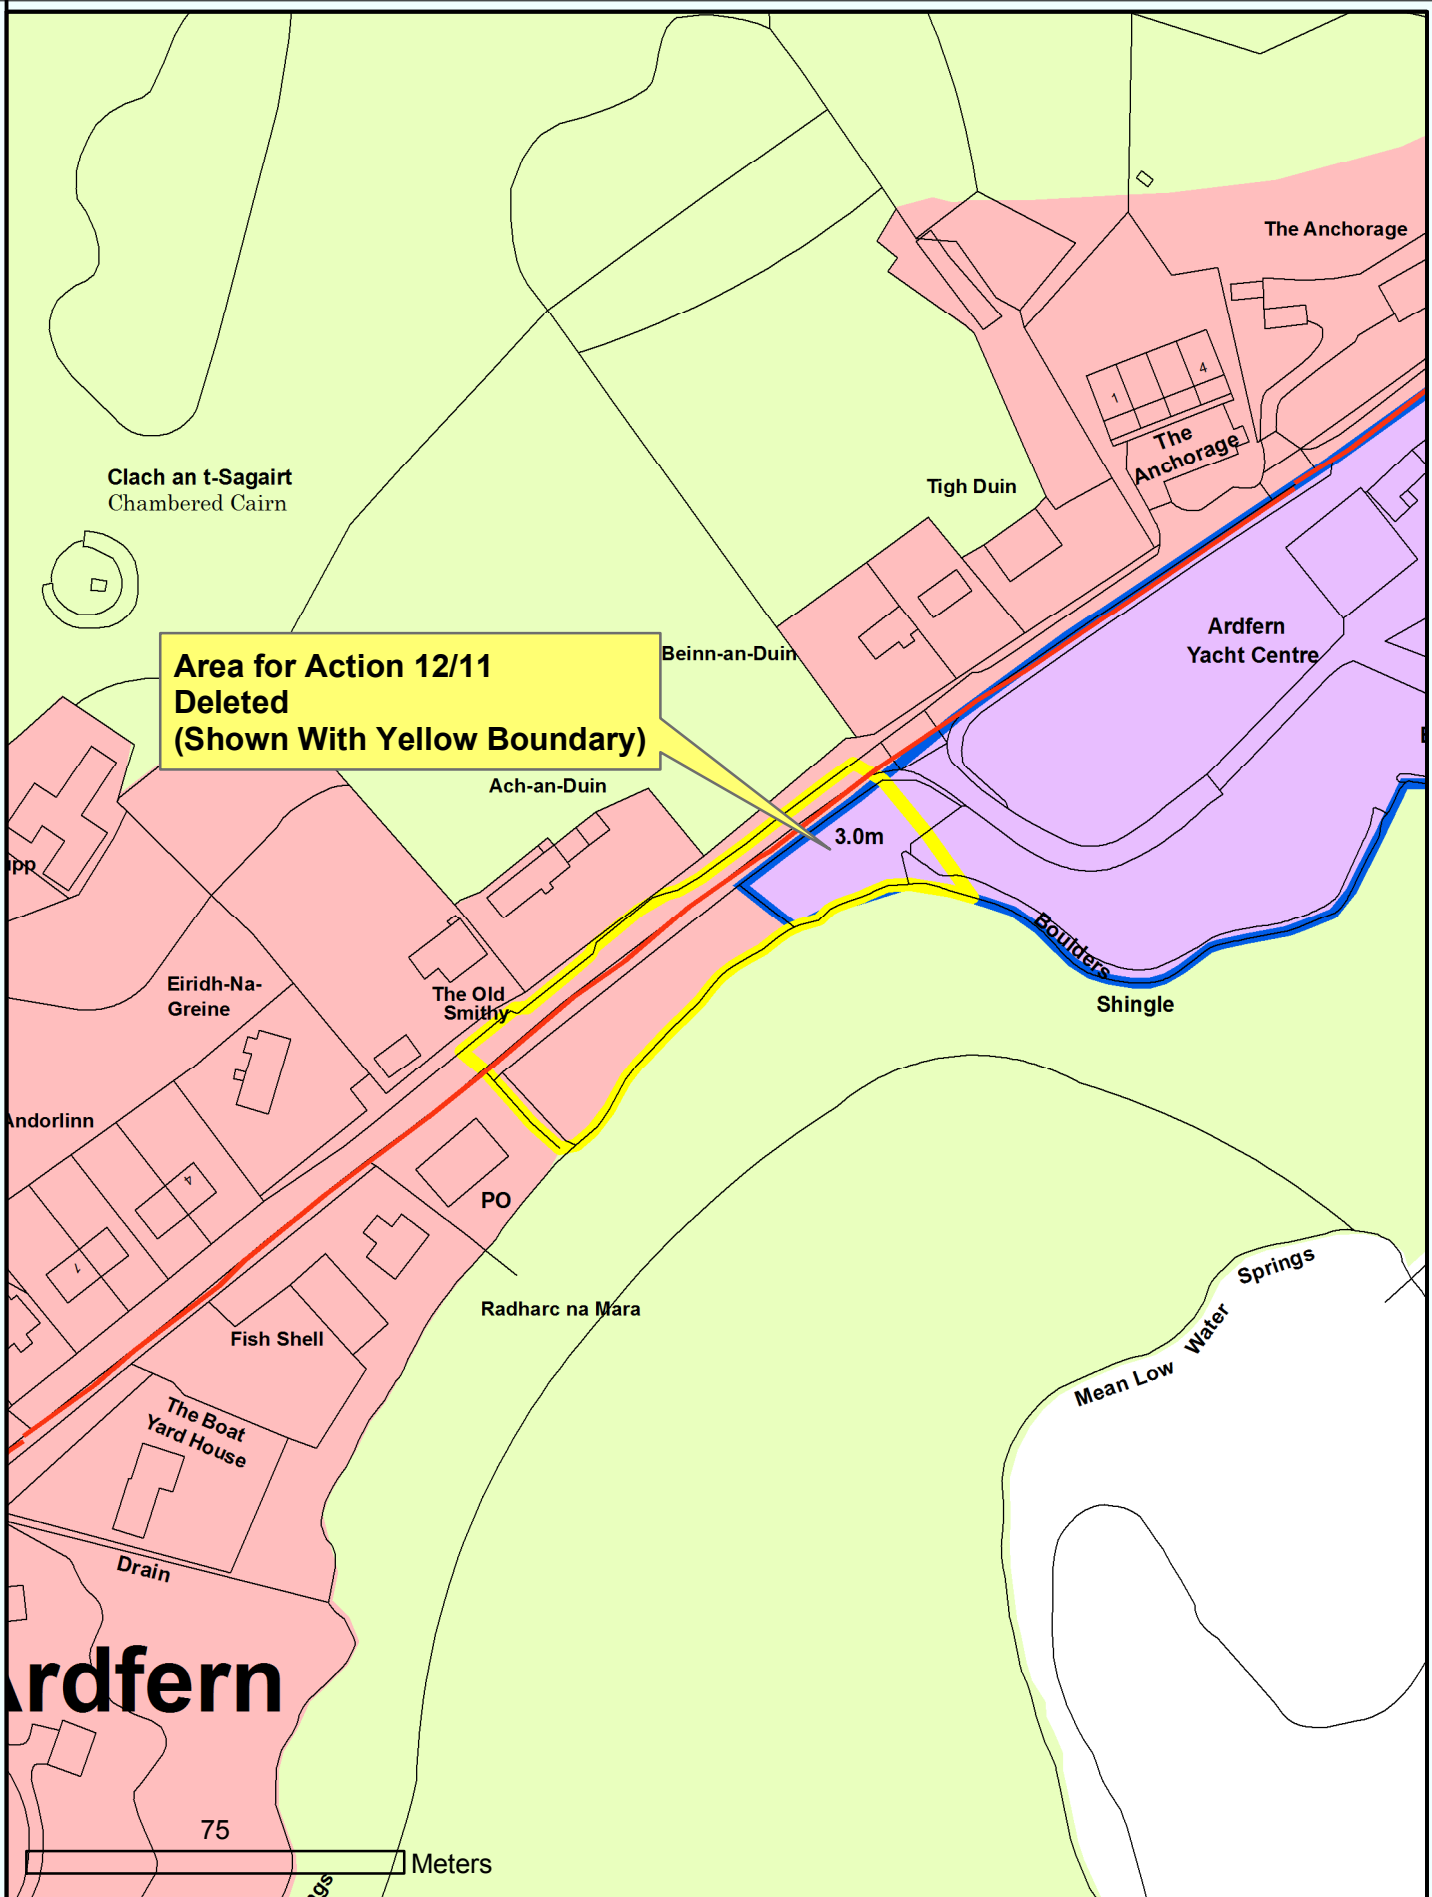 The Anchorage
1
4
The
Anchorage
Clach an t-Sagairt
Chambered Cairn
Tigh Duin
Ardfern
Yacht Centre
Beinn-an-Duin
Area for Action 12/11
Deleted
(Shown With Yellow Boundary)
Ach-an-Duin
3.0m
Boulders
Shingle
Eiridh-Na-
Greine
The Old
Smithy
Andorlinn
4
7
PO
Radharc na Mara
Fish Shell
Springs
Water
Mean Low
The Boat
Yard House
Drain
Ardfern
75
Meters